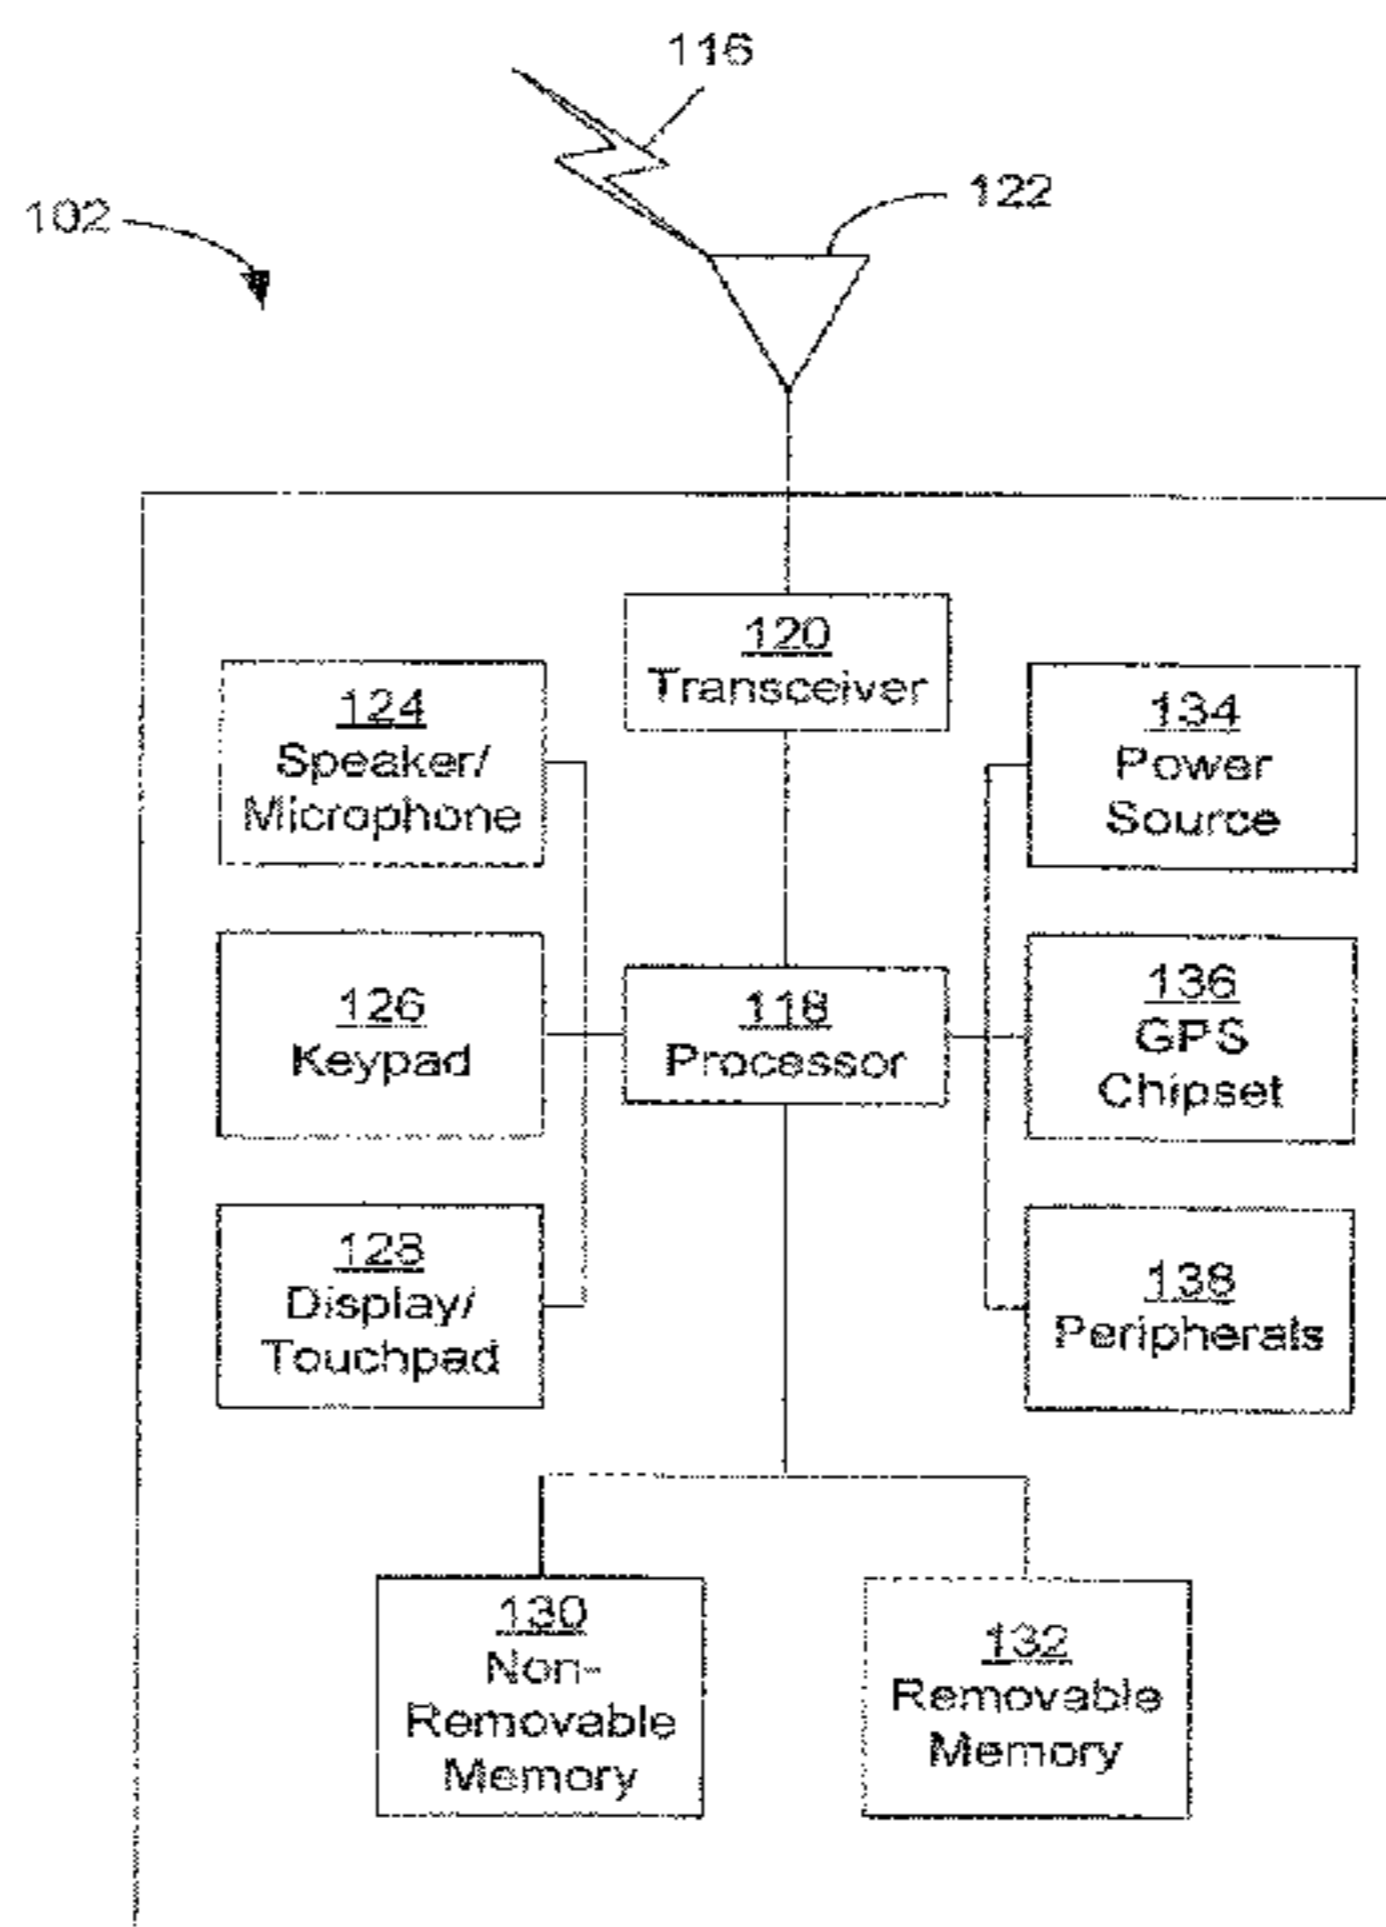 116
122
102
120
Transceiver
124
Speaker/
Microphone
134
Power
Source
126
Keypad
118
Processor
136
GPS
Chipset
128
Display/
Touchpad
138
Peripherals
130
Non-
Removable
Memory
132
Removable
Memory